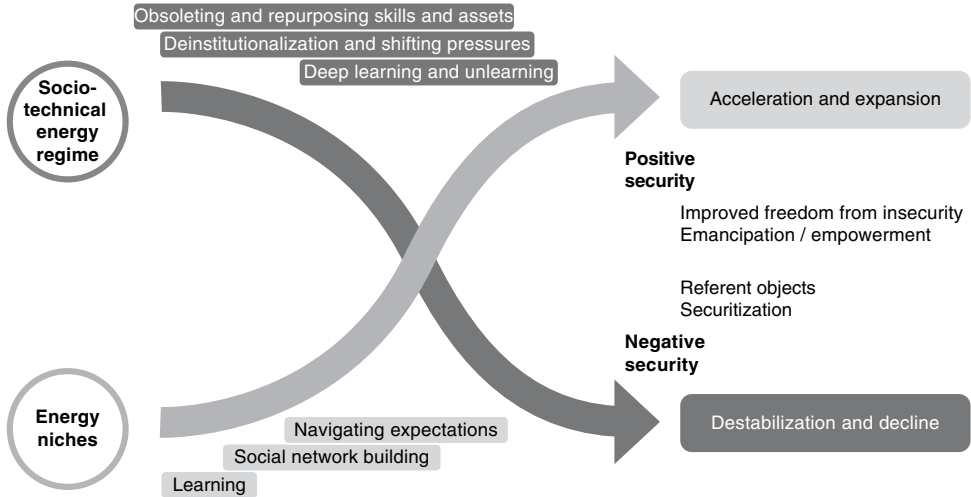 Obsoleting and repurposing skills and assets
Deinstitutionalization and shifting pressures
Deep learning and unlearning
Socio-
technical
energy
regime
Acceleration and expansion
Positive
security
Improved freedom from insecurity
Emancipation / empowerment
Referent objects
Securitization
Negative
security
Energy
niches
Navigating expectations
Social network building
Learning
Destabilization and decline